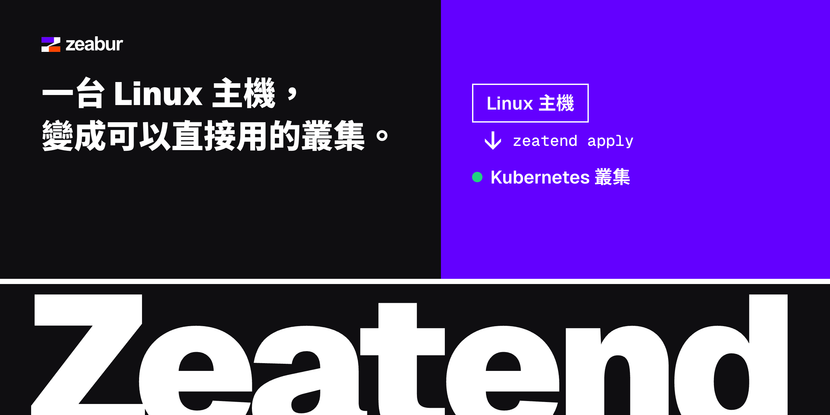 zeabur
一台 Linux 主機，
變成可以直接用的叢集。
Linux 主機
↓ zeatend apply
Kubernetes 叢集
Zeatend